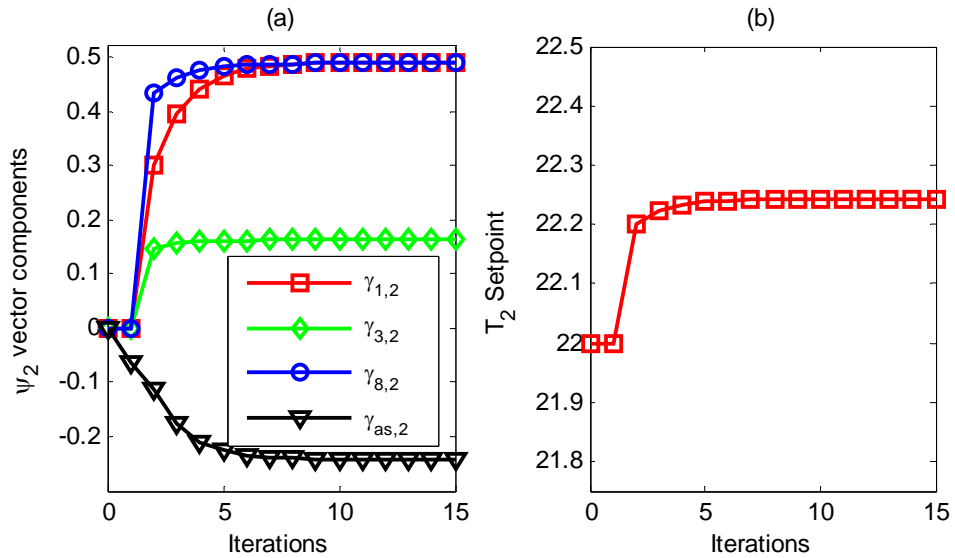 (a)
0.5
0.4
0.3
0.2
0.1
0
-0.1
-0.2
ψ2 vector components
0 5 10 15
Iterations
γ1,2
γ3,2
γ8,2
γas,2
(b)
22.5
22.4
22.3
22.2
22.1
22
21.9
21.8
T2 Setpoint
0 5 10 15
Iterations